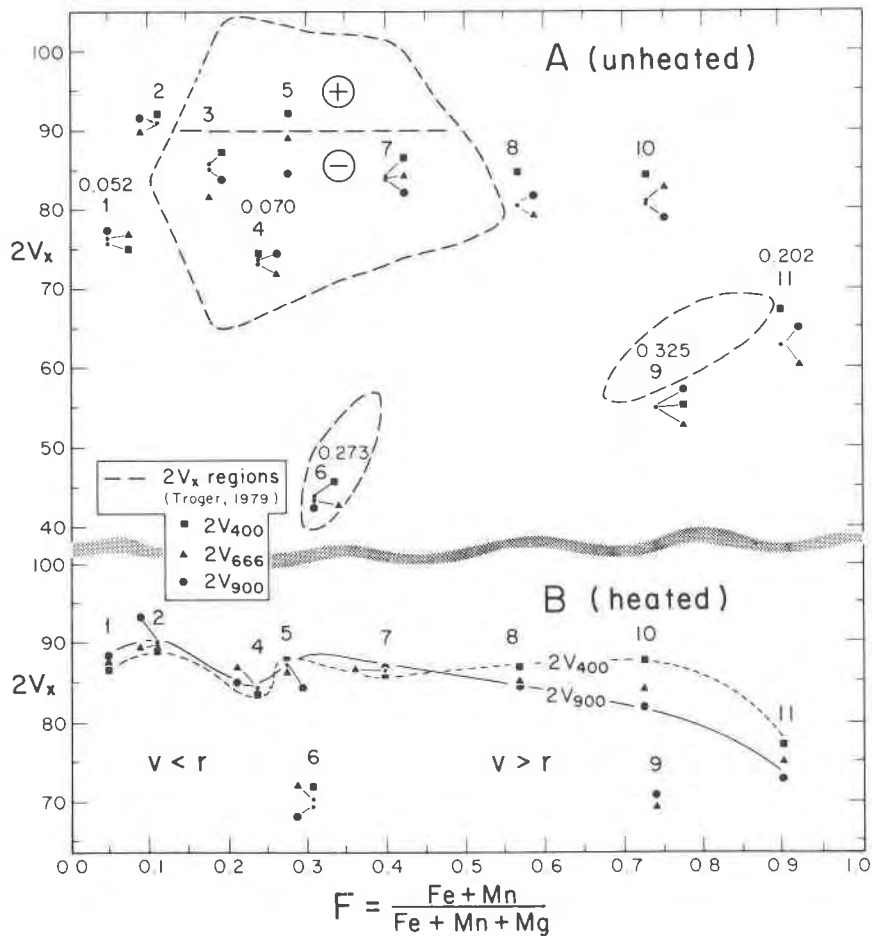 A (unheated)
100
90
80
2Vx
70
60
50
40
2
3
5
+
−
7
8
10
0.052
1
0.070
4
0.202
11
0.325
9
0.273
6
2Vx regions
(Troger, 1979)
2V400
2V666
2V900
B (heated)
100
90
80
2Vx
70
1
2
4
5
7
8
10
11
2V400
2V900
v < r
6
v > r
9
0.0 0.1 0.2 0.3 0.4 0.5 0.6 0.7 0.8 0.9 1.0
F = Fe + Mn
Fe + Mn + Mg